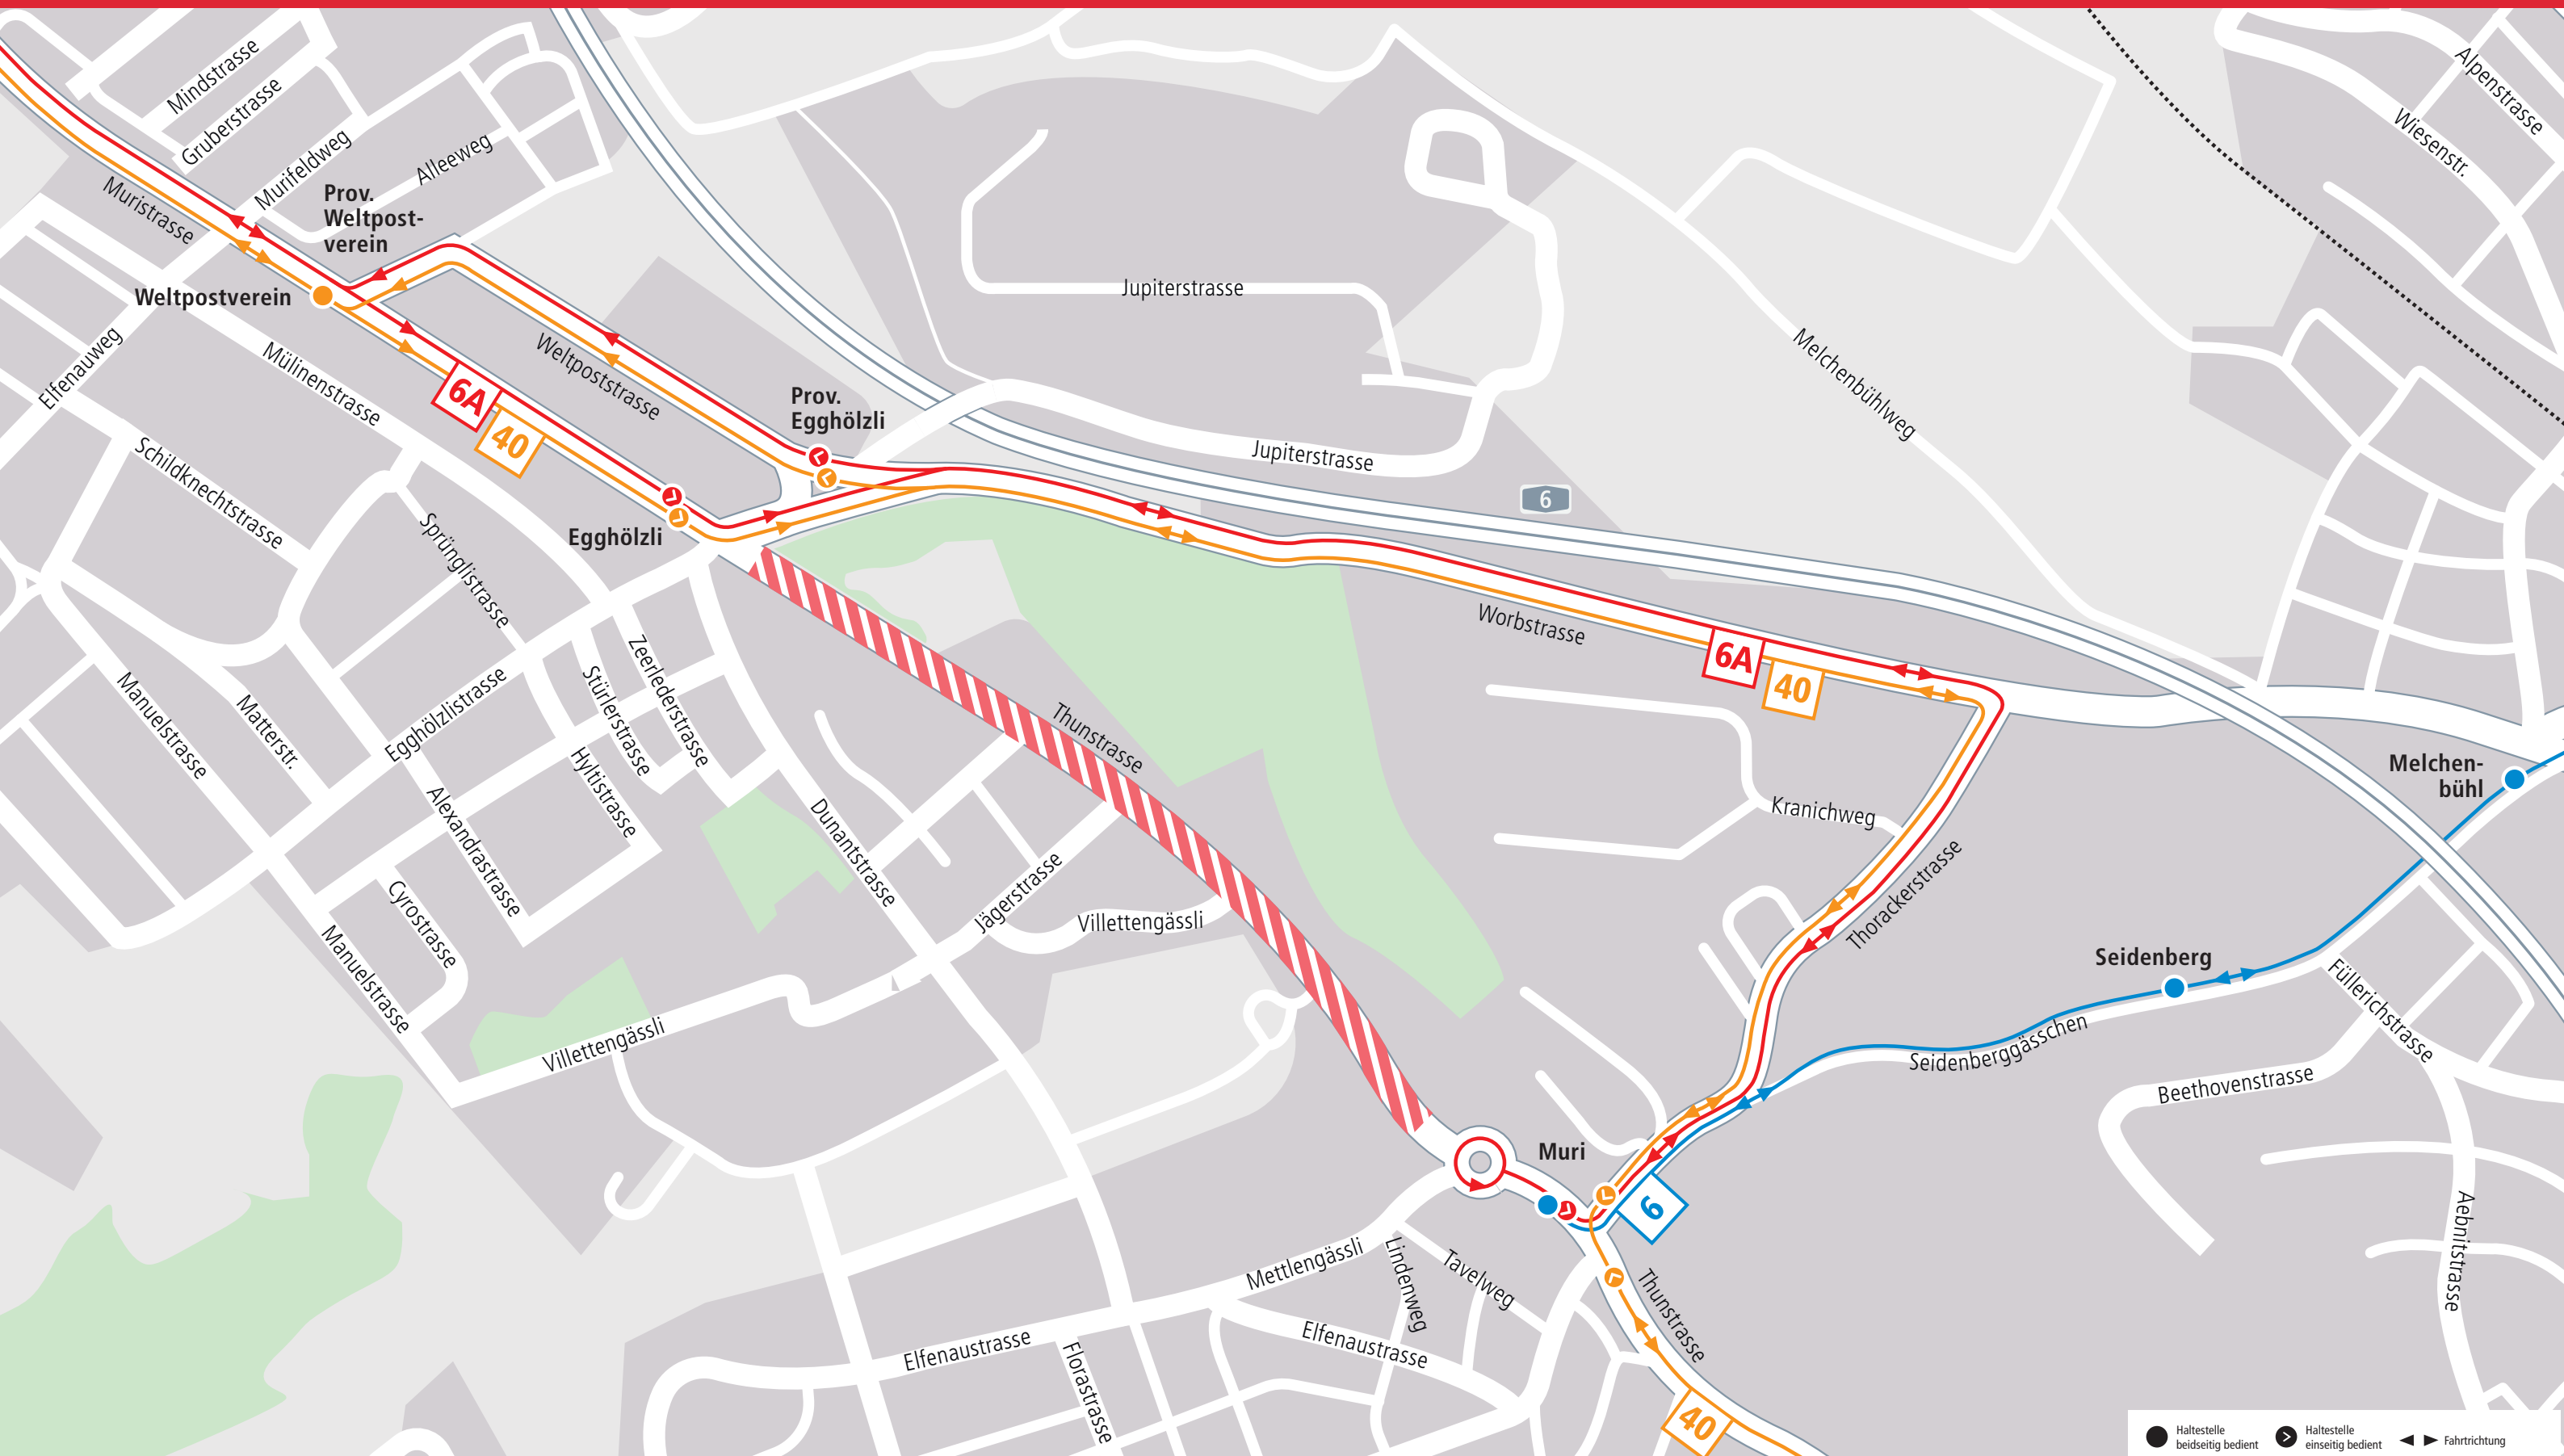 Mindstrasse
Gruberstrasse
Murifeldweg
Alleeweg
Alpenstrasse
Wiesenstr.
Muristrasse
Prov.
Weltpost-
verein
Weltpostverein
Elfenauweg
Mülinenstrasse
Weltpoststrasse
6A
40
Prov.
Egghölzli
Jupiterstrasse
Jupiterstrasse
Melchenbühlweg
6
Schildknechtstrasse
Sprünglistrasse
Egghölzli
Worbstrasse
6A
40
Zeerlederstrasse
Stürlerstrasse
Manuelstrasse
Matterstr.
Egghölzlistrasse
Hyltistrasse
Alexandrastrasse
Thunstrasse
Dunantstrasse
Kranichweg
Melchen-
bühl
Thorackerstrasse
Jägerstrasse
Villettengässli
Cyrostrasse
Manuelstrasse
Villettengässli
Seidenberg
Füllerichstrasse
Seidenberggässchen
Beethovenstrasse
Muri
6
Aebnitstrasse
Mettlengässli
Lindenweg
Tavelweg
Thunstrasse
Elfenaustrasse
Elfenaustrasse
Florastrasse
40
Haltestelle
beidseitig bedient
Haltestelle
einseitig bedient
Fahrtrichtung